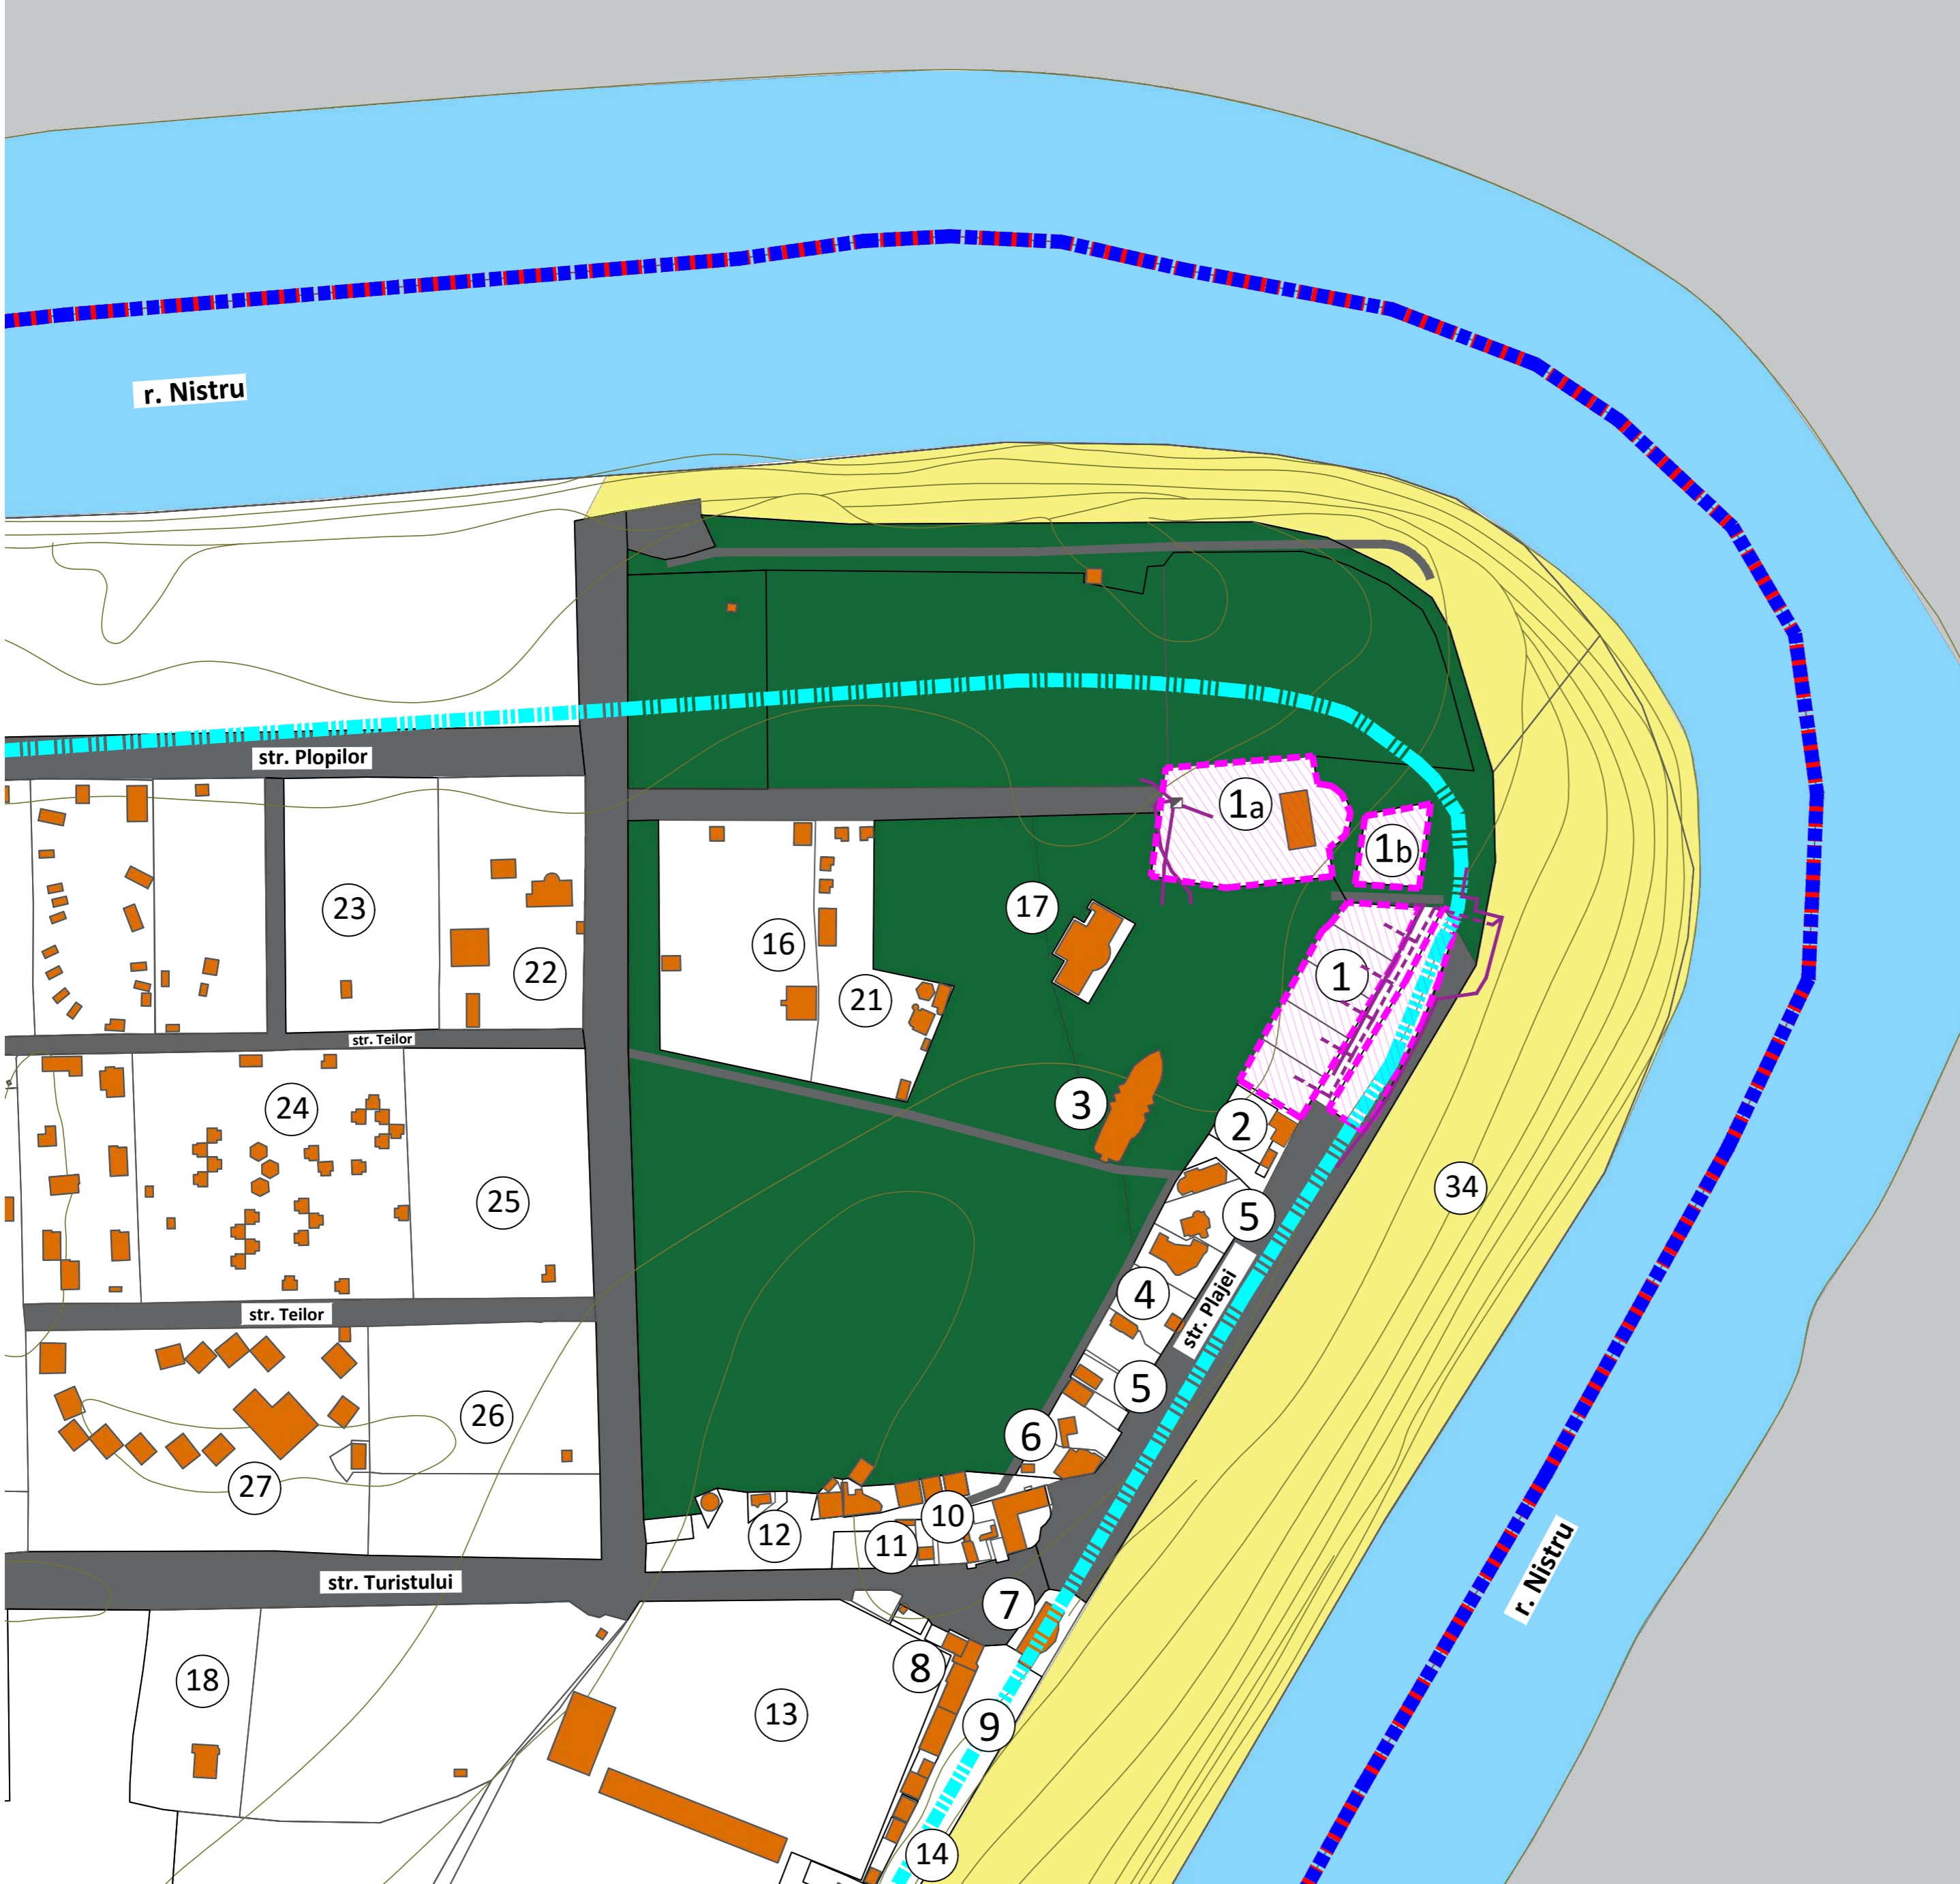 r. Nistru
str. Plopilor
1a
1b
23
17
16
22
1
21
str. Teilor
3
24
2
34
25
5
4
str. Plajei
str. Teilor
5
26
6
27
10
12
11
r. Nistru
str. Turistului
7
8
18
13
9
14